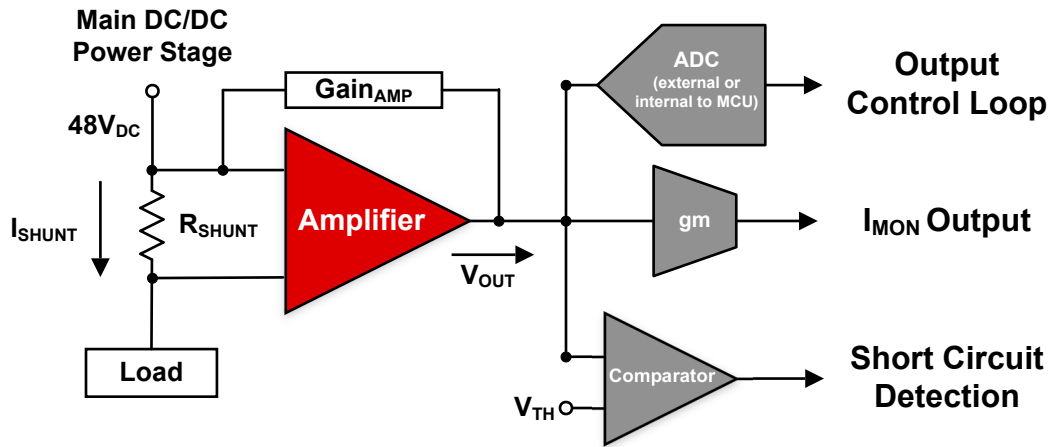 Main DC/DC
Power Stage
48VDC
GainAMP
ISHUNT
RSHUNT
Amplifier
VOUT
Load
ADC
(external or
internal to MCU)
Output
Control Loop
gm
IMON Output
Comparator
VTH
Short Circuit
Detection